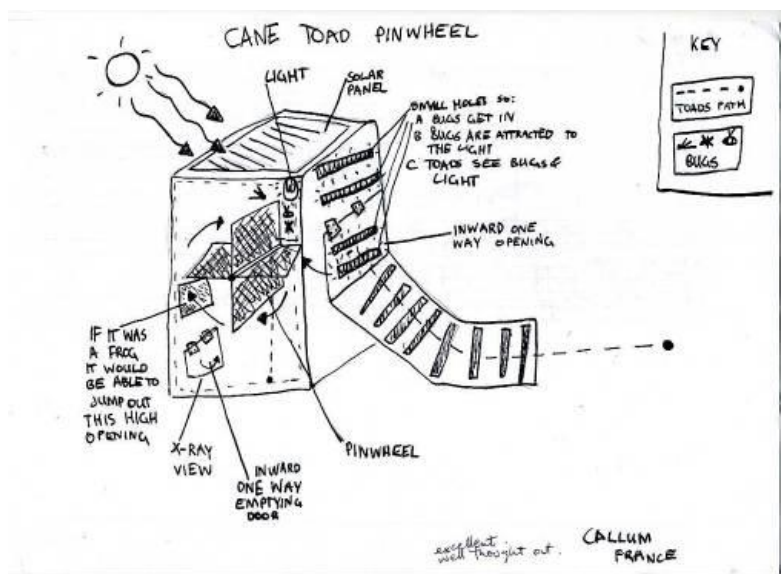 CANE TOAD PINWHEEL
LIGHT
SOLAR
PANEL
SMALL HOLES SO:
A BUGS GET IN
B BUGS ARE ATTRACTED TO
THE LIGHT
C TOADS SEE BUGS &
LIGHT
KEY
TOADS PATH
BUGS
INWARD ONE
WAY OPENING
IF IT WAS
A FROG
IT WOULD
BE ABLE TO
JUMP OUT
THIS HIGH
OPENING
X-RAY
VIEW
INWARD
ONE WAY
EMPTYING
DOOR
PINWHEEL
excellent.
well thought out.
CALLUM
FRANCE